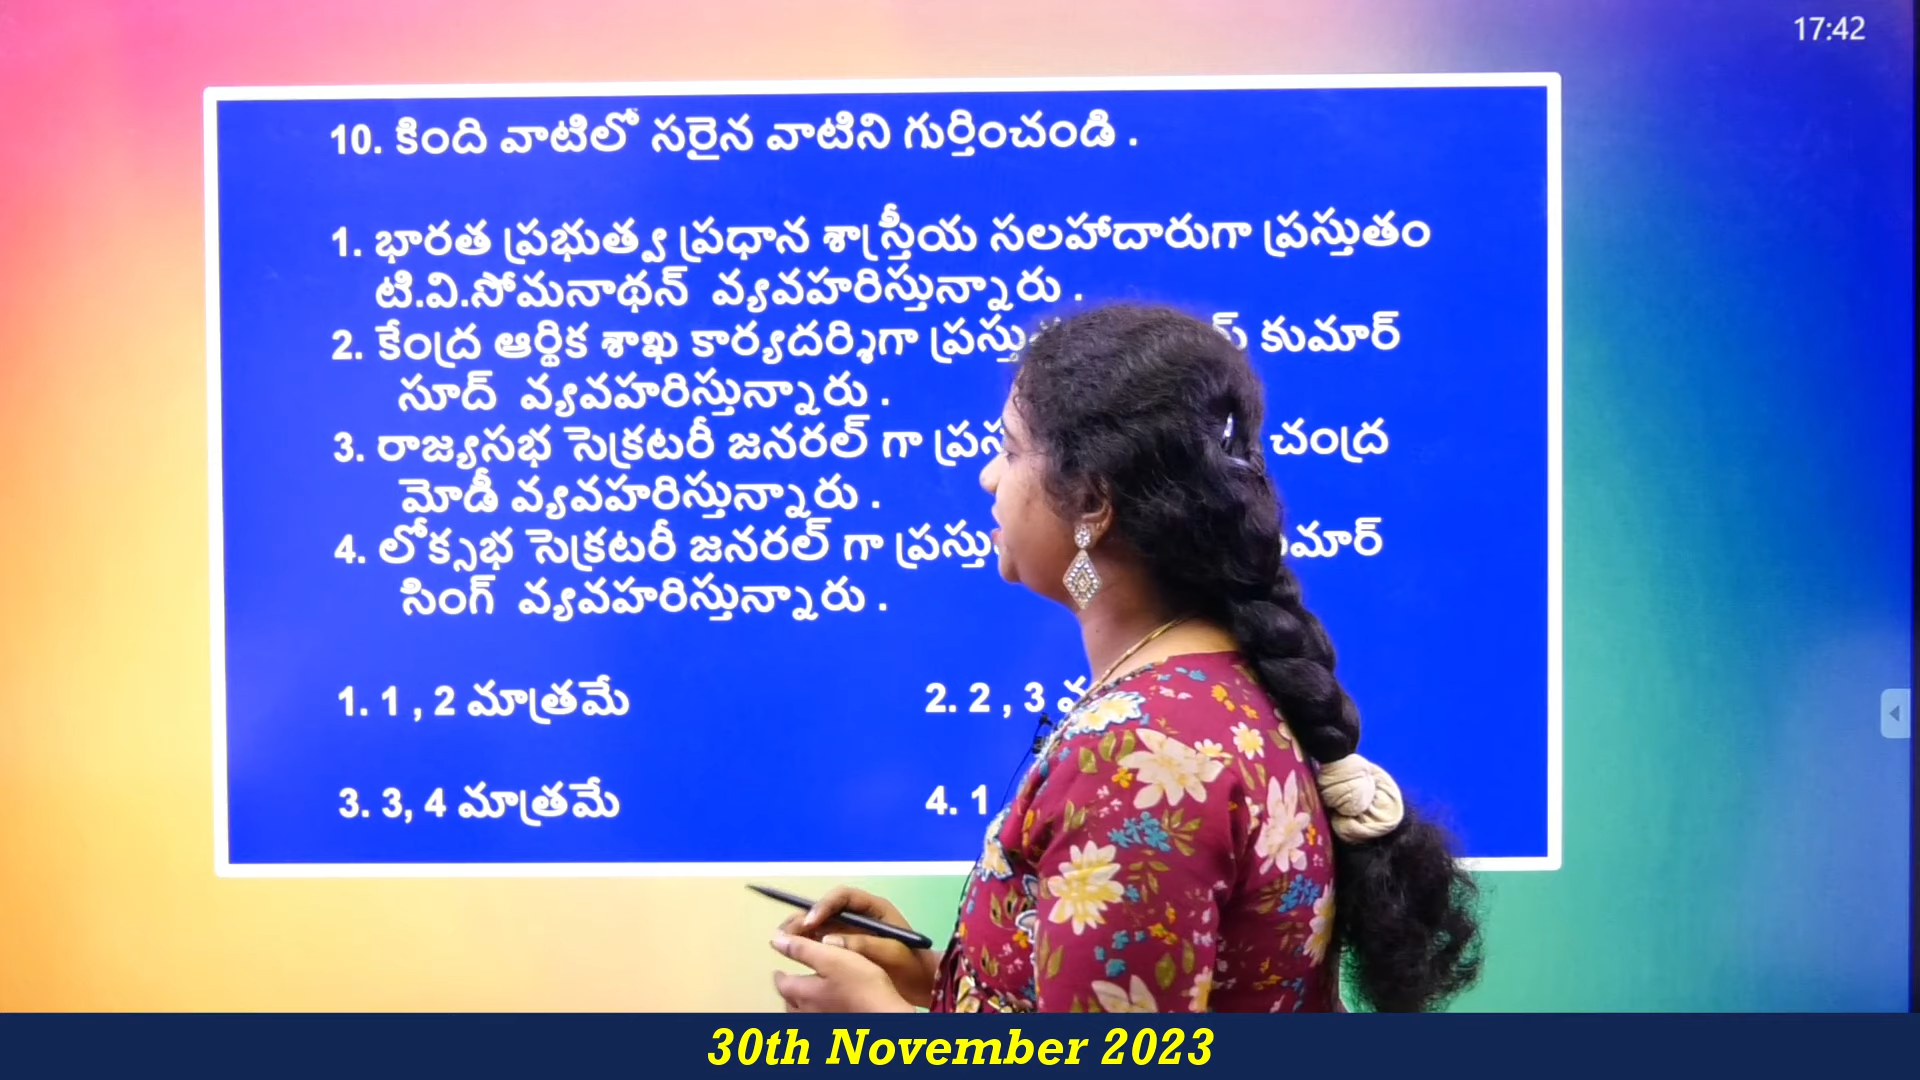 17:42
10. కింది వాటిలో సరైన వాటిని గుర్తించండి .
1. భారత ప్రభుత్వ ప్రధాన శాస్త్రీయ సలహాదారుగా ప్రస్తుతం
టి.వి.సోమనాథన్ వ్యవహరిస్తున్నారు .
2. కేంద్ర ఆర్థిక శాఖ కార్యదర్శిగా కుమార్
సూద్ వ్యవహరిస్తున్నారు .
3. రాజ్యసభ సెక్రటరీ జనరల్ గా చంద్ర
మోడీ వ్యవహరిస్తున్నారు .
4. లోక్సభ సెక్రటరీ జనరల్ గా
సింగ్ వ్యవహరిస్తున్నారు .
1. 1 , 2 మాత్రమే 2. 2 , 3
3. 3, 4 మాత్రమే 4. 1
30th November 2023